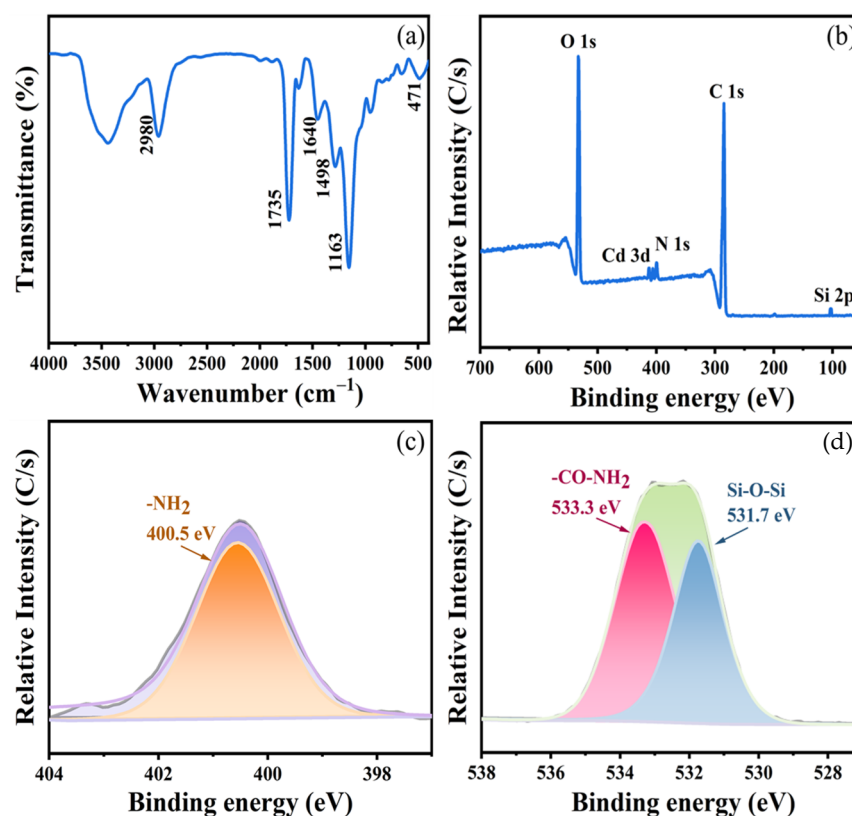 (a)
Transmittance (%)
2980
1735
1640
1498
1163
471
4000 3500 3000 2500 2000 1500 1000 500
Wavenumber (cm⁻¹)
(b)
Relative Intensity (C/s)
O 1s
C 1s
Cd 3d
N 1s
Si 2p
700 600 500 400 300 200 100
Binding energy (eV)
(c)
Relative Intensity (C/s)
-NH₂
400.5 eV
404 402 400 398
Binding energy (eV)
(d)
Relative Intensity (C/s)
-CO-NH₂
533.3 eV
Si-O-Si
531.7 eV
538 536 534 532 530 528
Binding energy (eV)